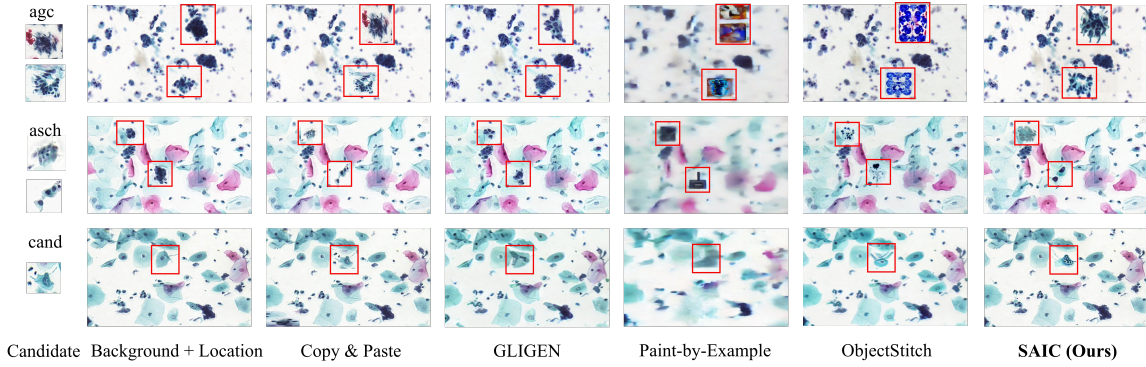 agc
asch
cand
Candidate
Background + Location
Copy & Paste
GLIGEN
Paint-by-Example
ObjectStitch
SAIC (Ours)